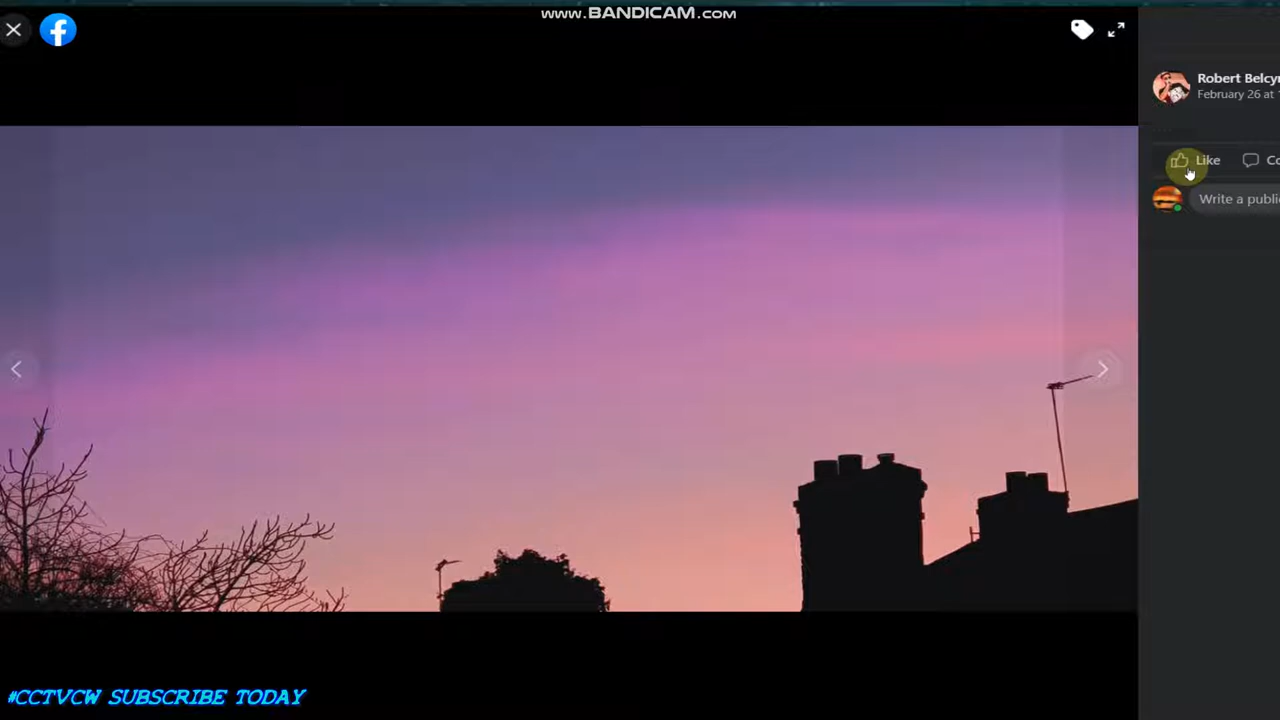 WWW.BANDICAM.COM
Robert Belcy
February 26 at
Like
Write a publi
#CCTVCW SUBSCRIBE TODAY